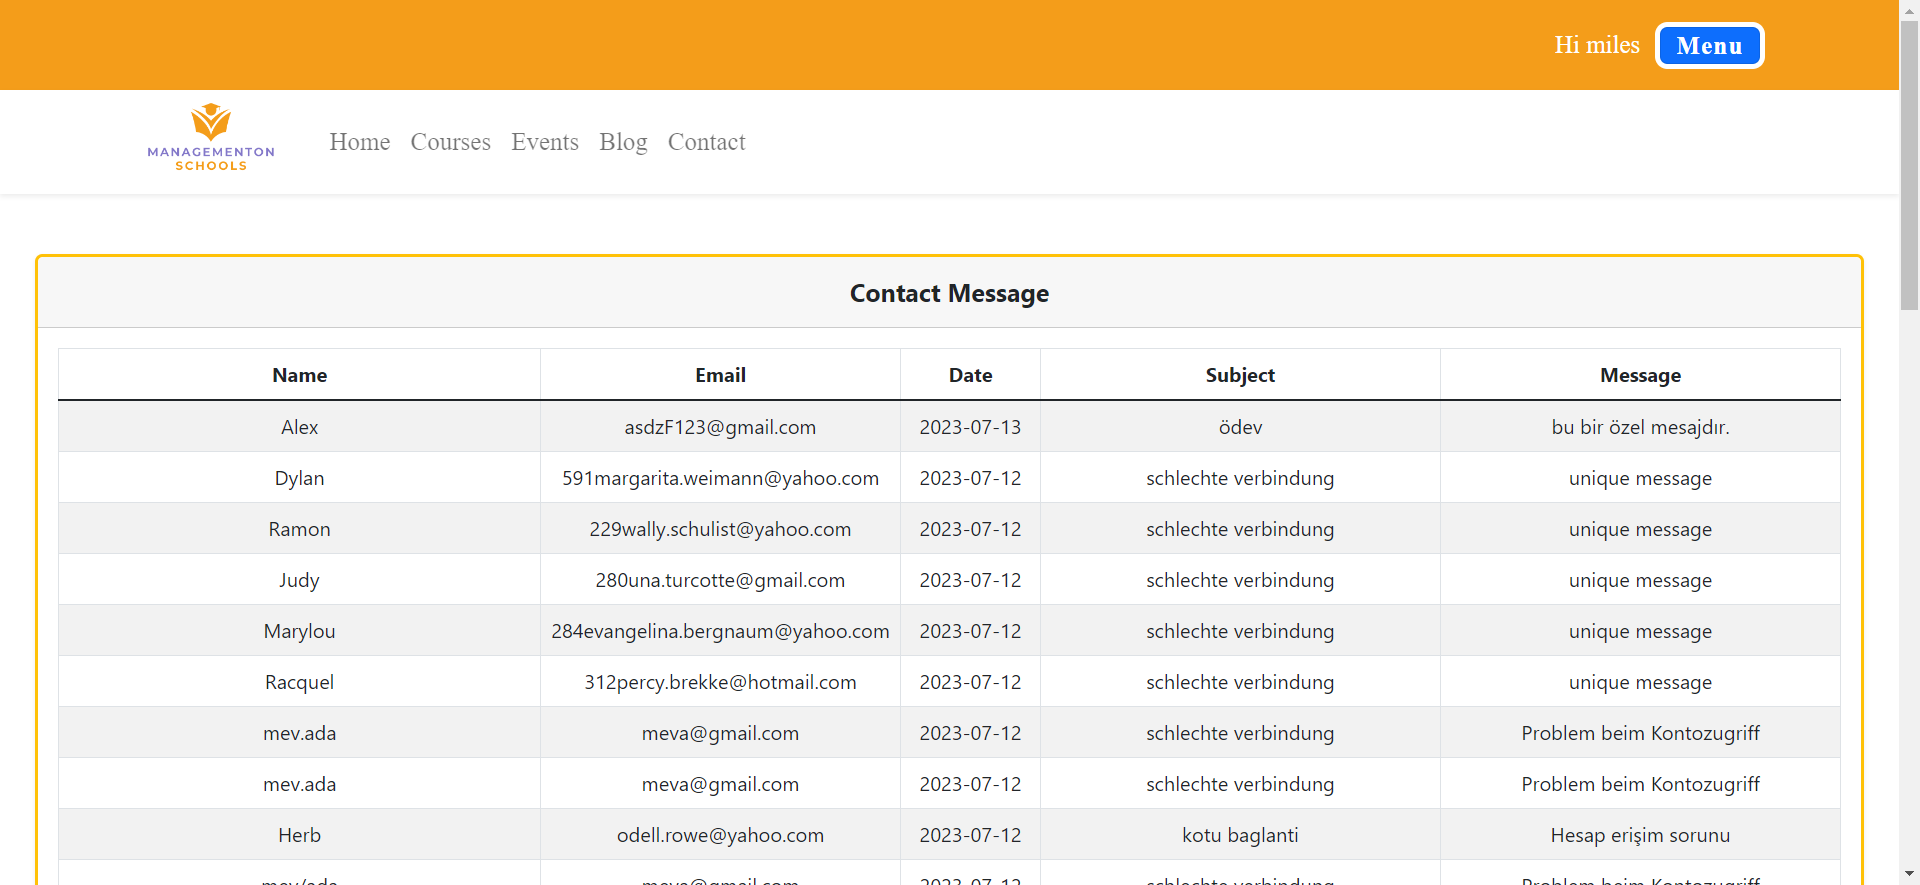 Hi miles Menu
MANAGEMENTON
SCHOOLS
Home Courses Events Blog Contact
Contact Message
Name Email Date Subject Message
Alex asdzF123@gmail.com 2023-07-13 ödev bu bir özel mesajdır.
Dylan 591margarita.weimann@yahoo.com 2023-07-12 schlechte verbindung unique message
Ramon 229wally.schulist@yahoo.com 2023-07-12 schlechte verbindung unique message
Judy 280una.turcotte@gmail.com 2023-07-12 schlechte verbindung unique message
Marylou 284evangelina.bergnaum@yahoo.com 2023-07-12 schlechte verbindung unique message
Racquel 312percy.brekke@hotmail.com 2023-07-12 schlechte verbindung unique message
mev.ada meva@gmail.com 2023-07-12 schlechte verbindung Problem beim Kontozugriff
mev.ada meva@gmail.com 2023-07-12 schlechte verbindung Problem beim Kontozugriff
Herb odell.rowe@yahoo.com 2023-07-12 kotu baglanti Hesap erişim sorunu